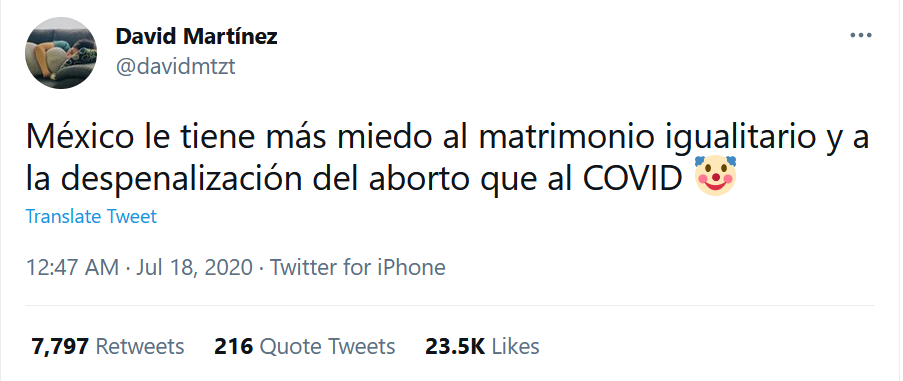 David Martínez
@davidmtzt
México le tiene más miedo al matrimonio igualitario y a
la despenalización del aborto que al COVID 🤡
Translate Tweet
12:47 AM · Jul 18, 2020 · Twitter for iPhone
7,797 Retweets 216 Quote Tweets 23.5K Likes